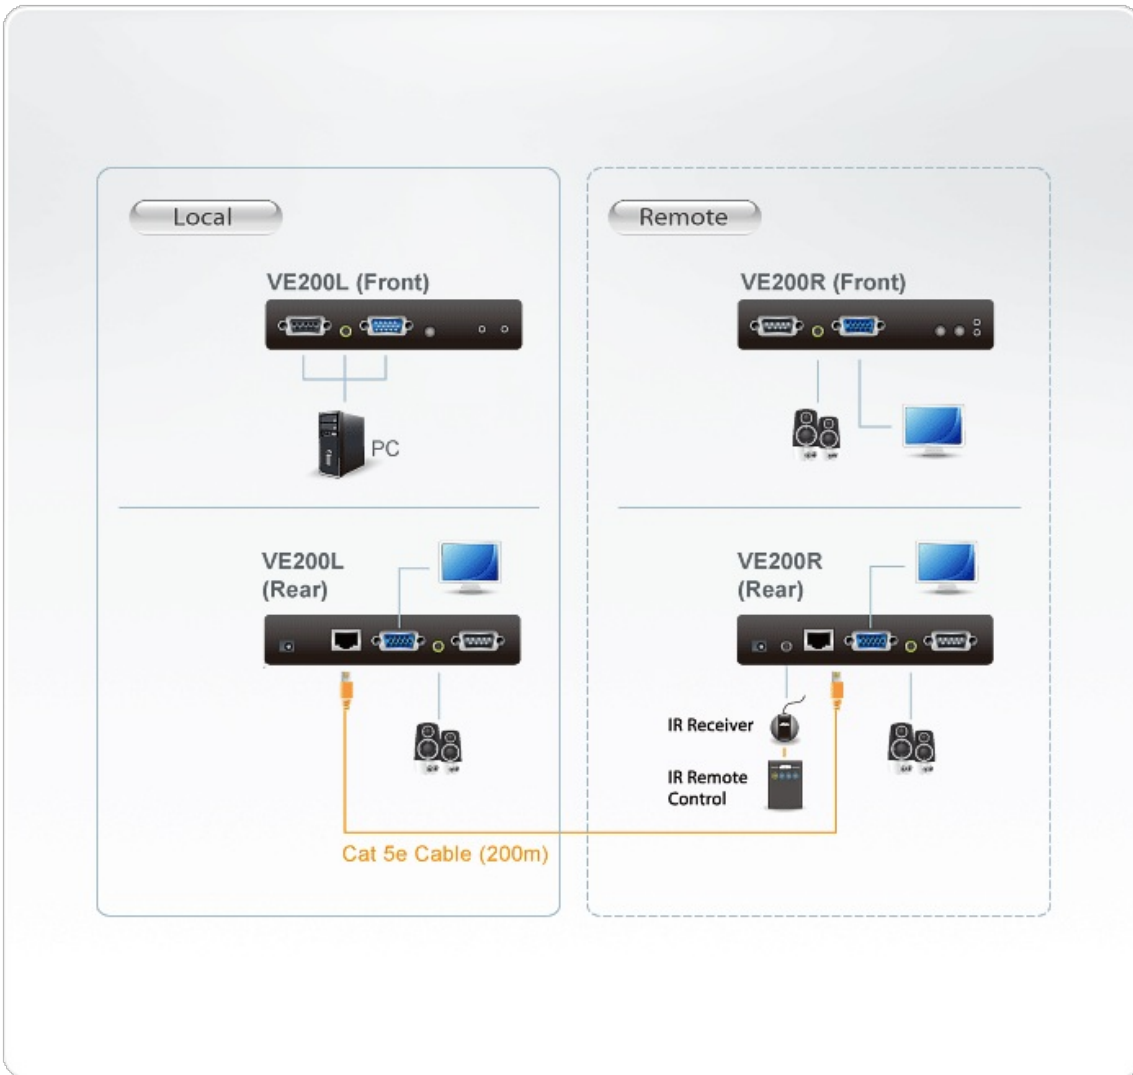 Local
Remote
VE200L (Front)
VE200R (Front)
PC
VE200L
(Rear)
VE200R
(Rear)
IR Receiver
IR Remote
Control
Cat 5e Cable (200m)